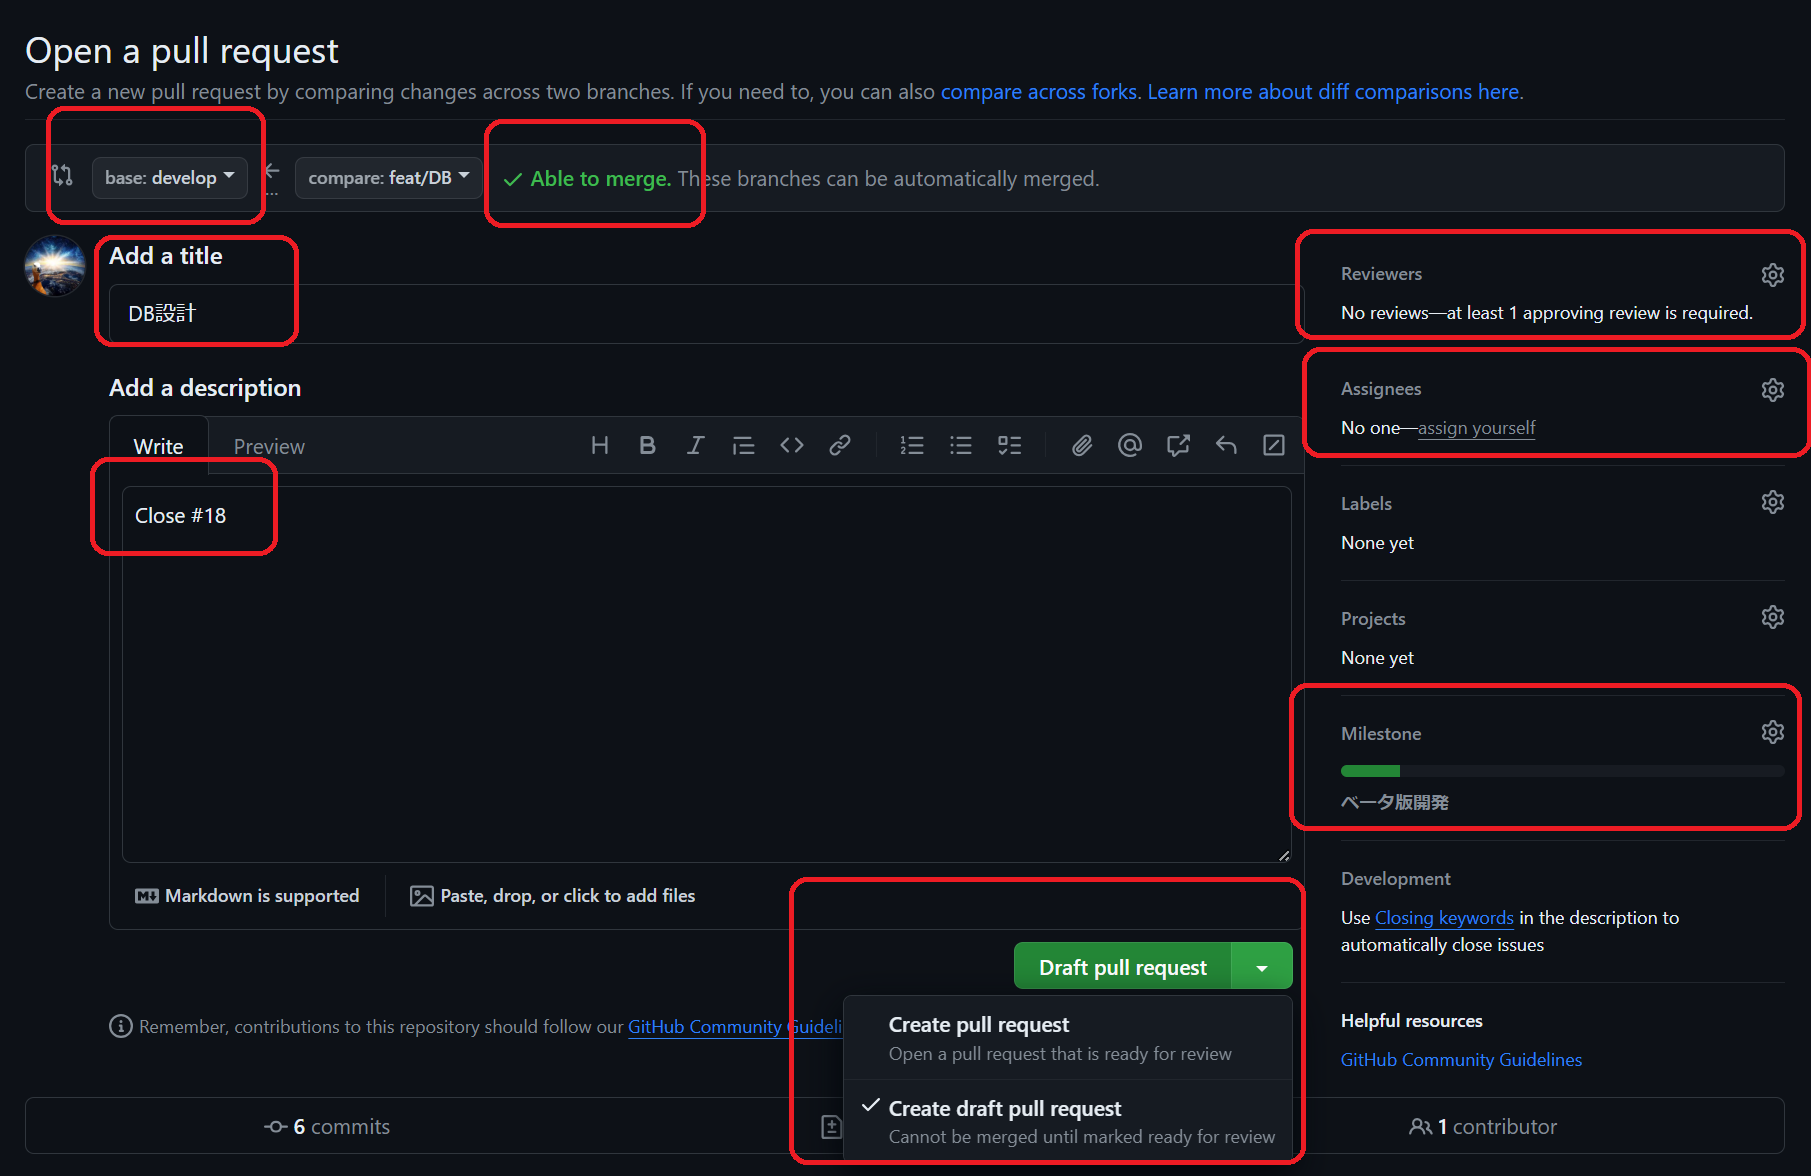 Open a pull request
Create a new pull request by comparing changes across two branches. If you need to, you can also compare across forks. Learn more about diff comparisons here.
base: develop
...
compare: feat/DB
Able to merge. These branches can be automatically merged.
Add a title
DB設計
Add a description
Write
Preview
Close #18
Markdown is supported
Paste, drop, or click to add files
Draft pull request
Create pull request
Open a pull request that is ready for review
Create draft pull request
Cannot be merged until marked ready for review
Remember, contributions to this repository should follow our GitHub Community Guideli
6 commits
1 contributor
Reviewers
No reviews—at least 1 approving review is required.
Assignees
No one—assign yourself
Labels
None yet
Projects
None yet
Milestone
ベータ版開発
Development
Use Closing keywords in the description to
automatically close issues
Helpful resources
GitHub Community Guidelines